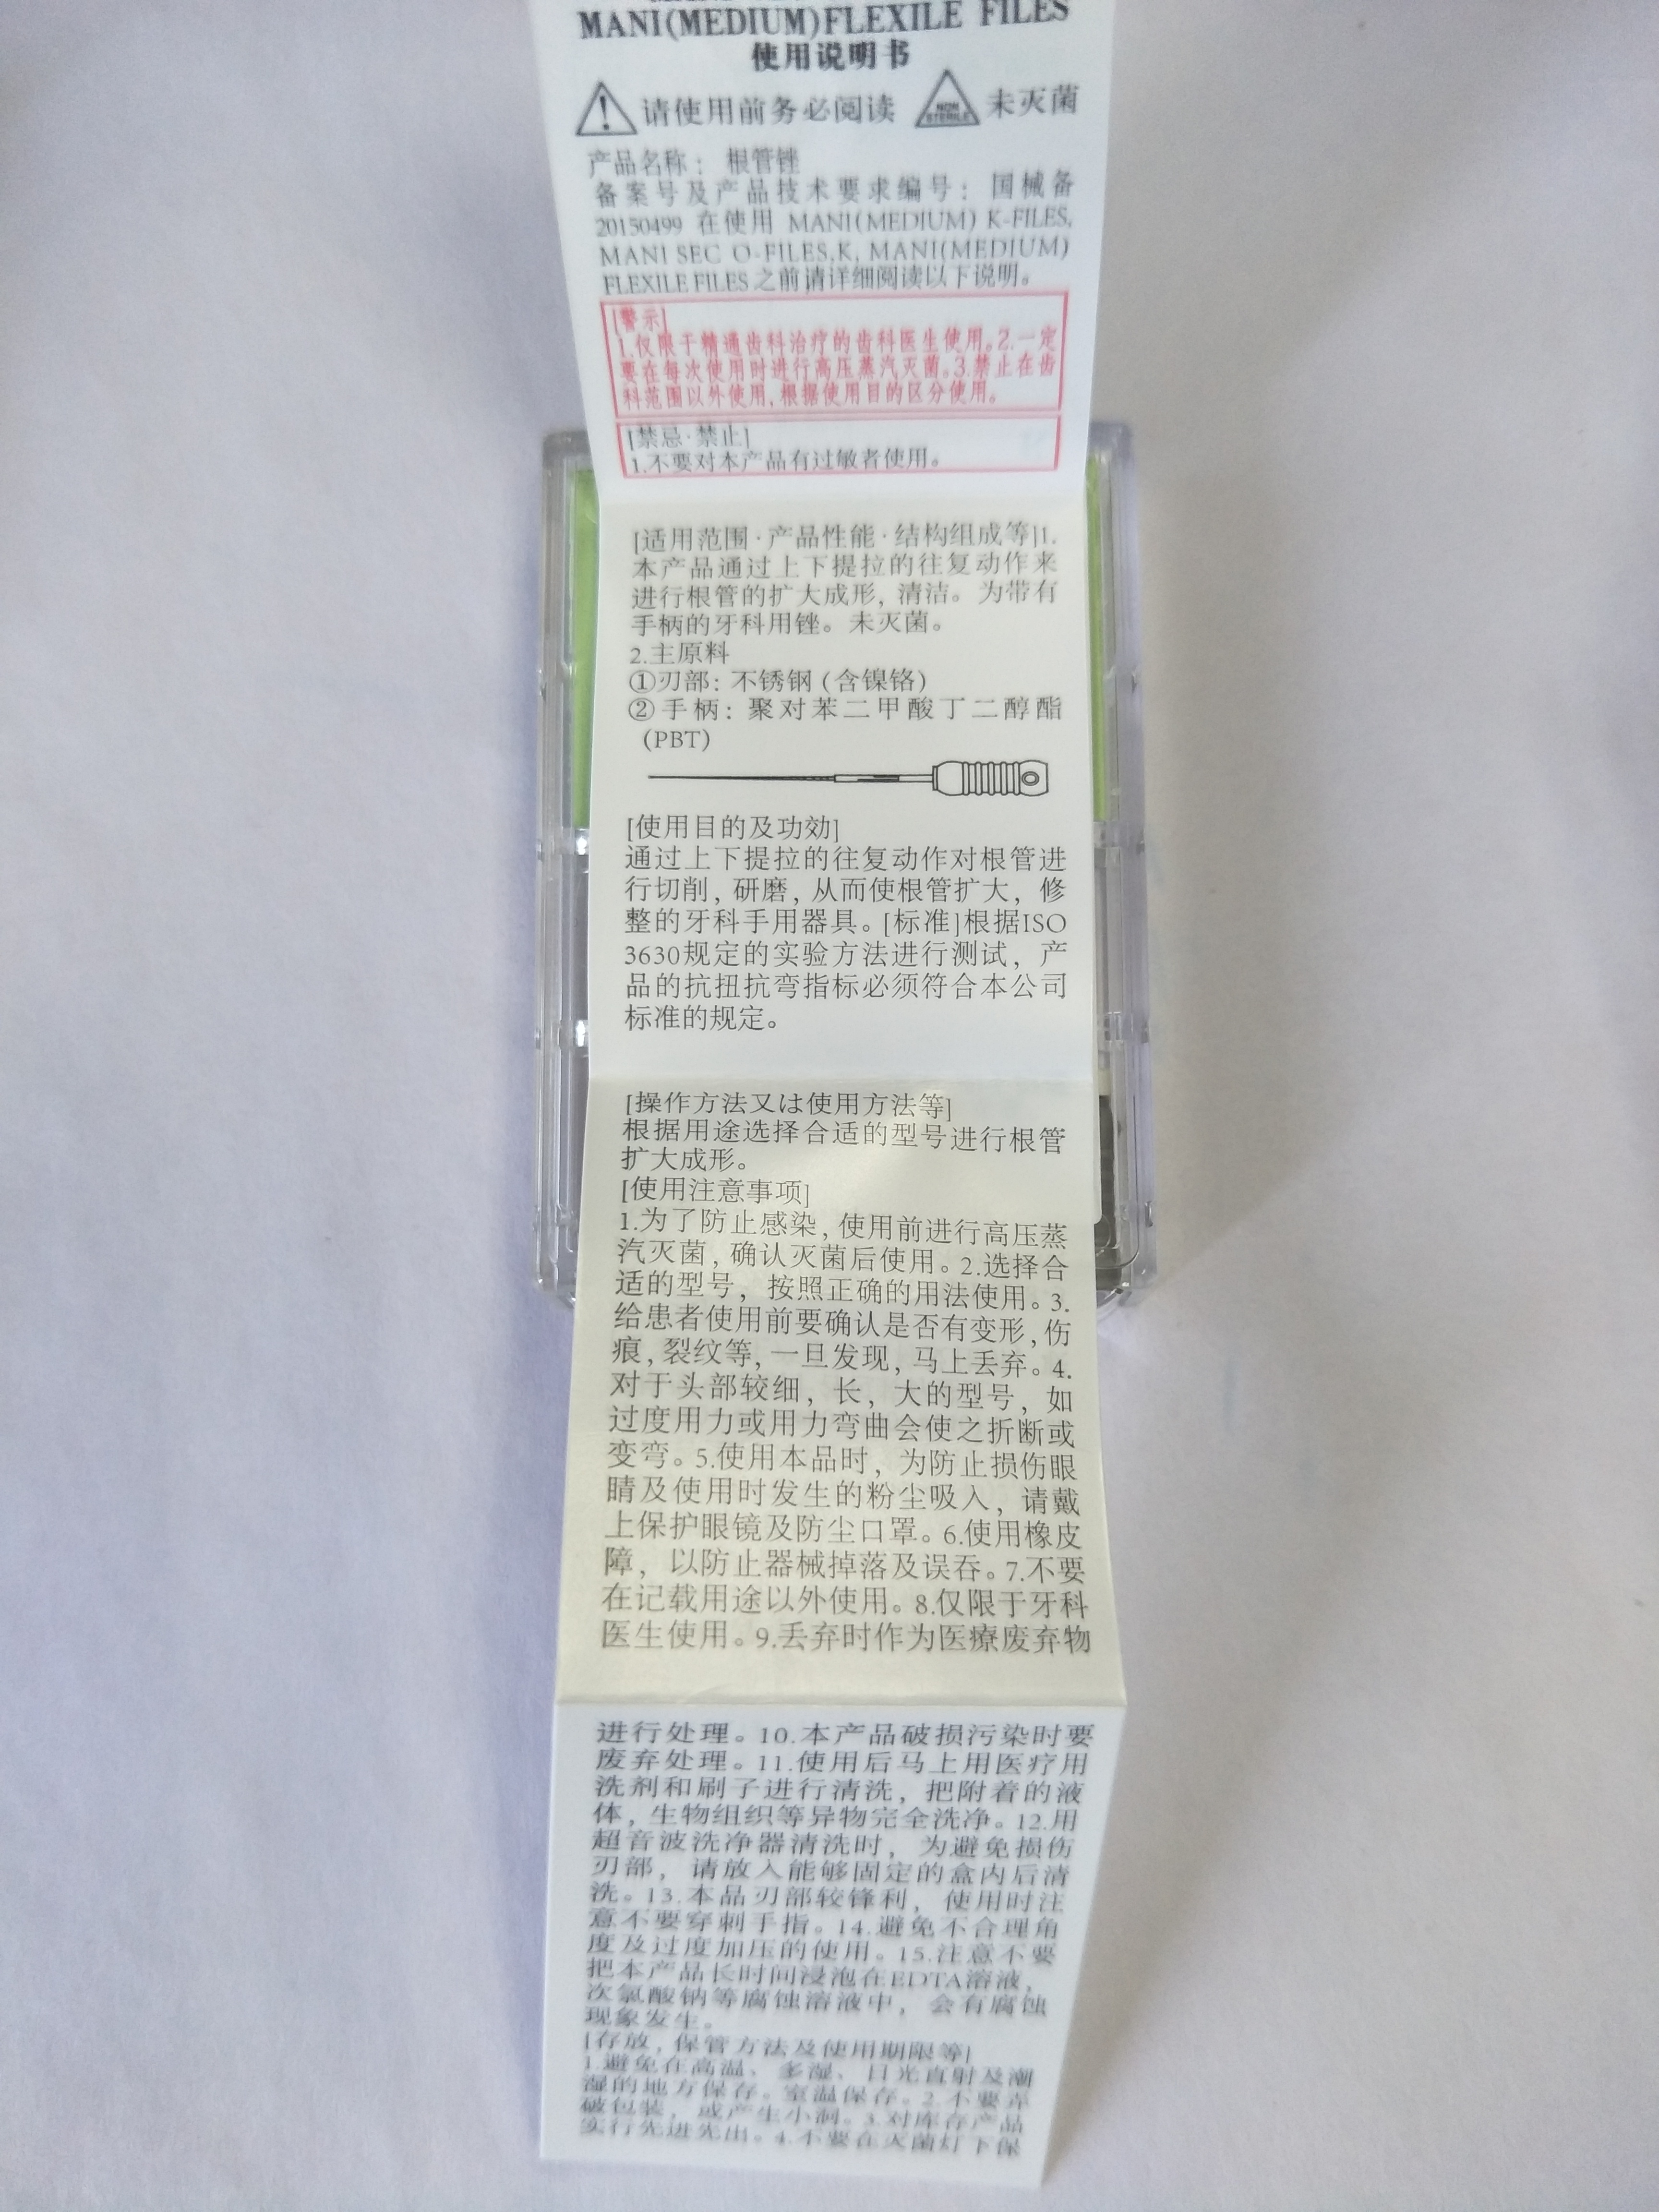 MANI(MEDIUM)FLEXILE FILES
使用说明书
请使用前务必阅读 NON STERILE 未灭菌
产品名称：根管锉
备案号及产品技术要求编号：国械备
20150499 在使用 MANI(MEDIUM) K-FILES,
MANI SEC O-FILES,K, MANI(MEDIUM)
FLEXILE FILES之前请详细阅读以下说明。
[警示]
1.仅限于精通齿科治疗的齿科医生使用。2.一定
要在每次使用时进行高压蒸汽灭菌。3.禁止在齿
科范围以外使用,根据使用目的区分使用。
[禁忌·禁止]
1.不要对本产品有过敏者使用。
[适用范围·产品性能·结构组成等]1.
本产品通过上下提拉的往复动作来
进行根管的扩大成形, 清洁。为带有
手柄的牙科用锉。未灭菌。
2.主原料
①刃部: 不锈钢 (含镍铬)
②手柄: 聚对苯二甲酸丁二醇酯
(PBT)
[使用目的及功効]
通过上下提拉的往复动作对根管进
行切削, 研磨, 从而使根管扩大, 修
整的牙科手用器具。[标准]根据ISO
3630规定的实验方法进行测试, 产
品的抗扭抗弯指标必须符合本公司
标准的规定。
[操作方法又は使用方法等]
根据用途选择合适的型号进行根管
扩大成形。
[使用注意事项]
1.为了防止感染, 使用前进行高压蒸
汽灭菌, 确认灭菌后使用。2.选择合
适的型号, 按照正确的用法使用。3.
给患者使用前要确认是否有变形, 伤
痕, 裂纹等, 一旦发现, 马上丢弃。4.
对于头部较细, 长, 大的型号, 如
过度用力或用力弯曲会使之折断或
变弯。5.使用本品时, 为防止损伤眼
睛及使用时发生的粉尘吸入, 请戴
上保护眼镜及防尘口罩。6.使用橡皮
障, 以防止器械掉落及误吞。7.不要
在记载用途以外使用。8.仅限于牙科
医生使用。9.丢弃时作为医療废弃物
进行处理。10.本产品破损污染时要
废弃处理。11.使用后马上用医疗用
洗剂和刷子进行清洗, 把附着的液
体, 生物组织等异物完全洗净。12.用
超音波洗净器清洗时, 为避免损伤
刃部, 请放入能够固定的盒内后清
洗。13.本品刃部较锋利, 使用时注
意不要穿刺手指。14.避免不合理角
度及过度加压的使用。15.注意不要
把本产品长时间浸泡在EDTA溶液,
次氯酸钠等腐蚀溶液中, 会有腐蚀
现象发生。
[存放, 保管方法及使用期限等]
1.避免在高温、多湿、日光直射及潮
湿的地方保存。室温保存。2.不要弄
破包装, 或产生小洞。3.对库存产品
实行先进先出。4.不要在灭菌灯下保